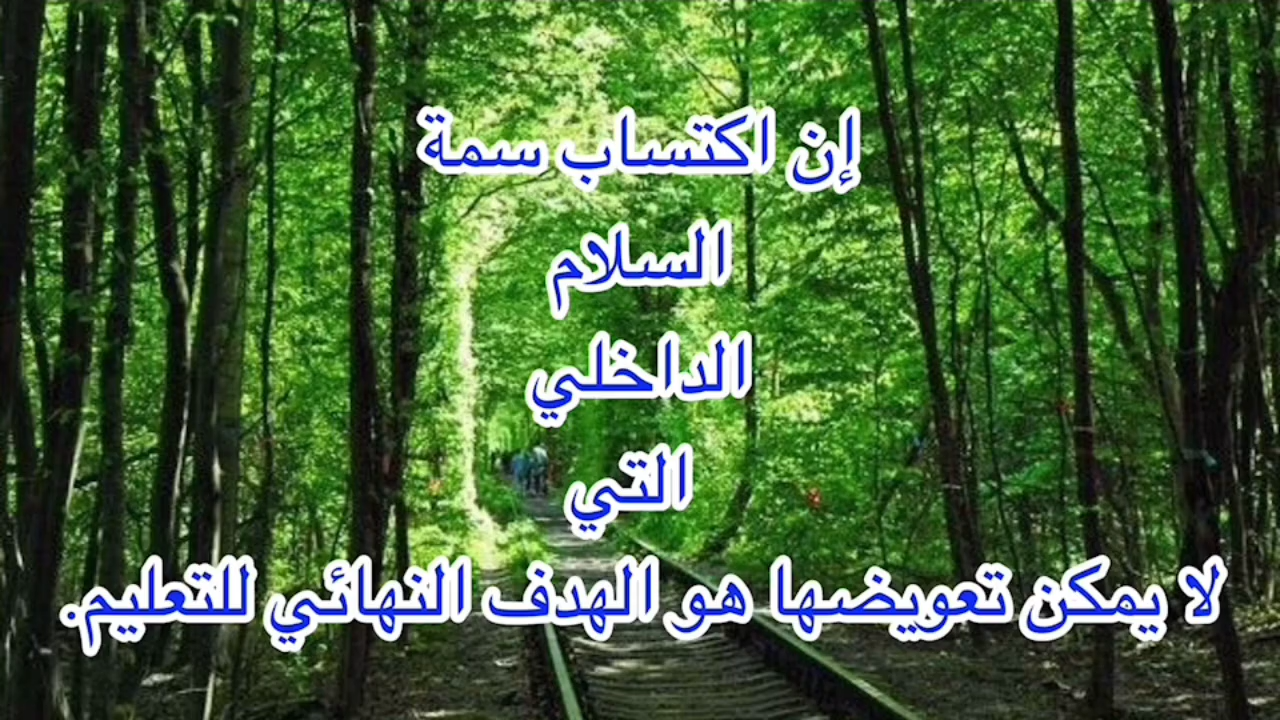 إن اكتساب سمة
السلام
الداخلي
التي
لا يمكن تعويضها هو الهدف النهائي للتعليم.